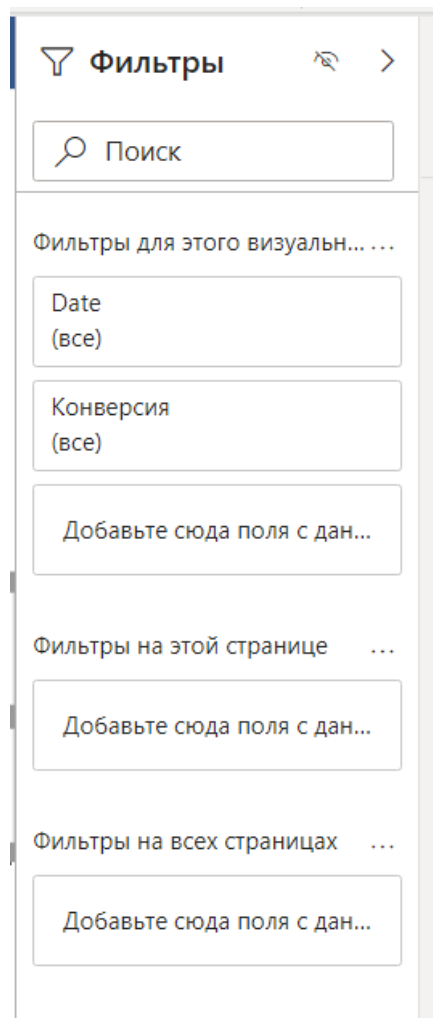 Фильтры
Поиск
Фильтры для этого визуальн... ...
Date
(все)
Конверсия
(все)
Добавьте сюда поля с дан...
Фильтры на этой странице ...
Добавьте сюда поля с дан...
Фильтры на всех страницах ...
Добавьте сюда поля с дан...